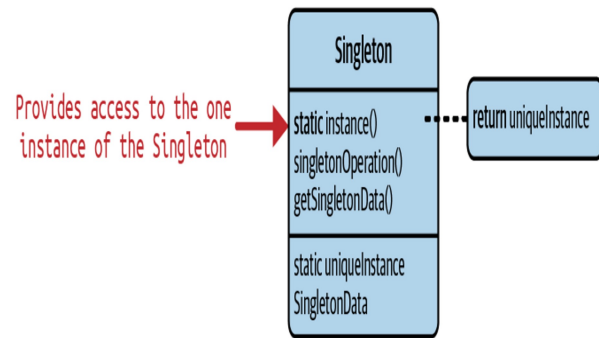 Singleton
Provides access to the one
instance of the Singleton
static instance()
singletonOperation()
getSingletonData()
return uniqueInstance
static uniqueInstance
SingletonData